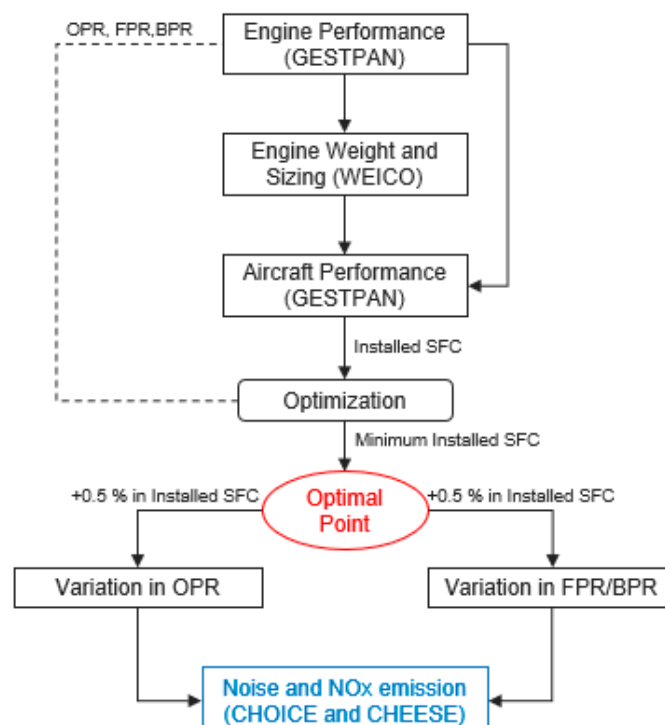 OPR, FPR,BPR
Engine Performance
(GESTPAN)
Engine Weight and
Sizing (WEICO)
Aircraft Performance
(GESTPAN)
Installed SFC
Optimization
Minimum Installed SFC
+0.5 % in Installed SFC
Optimal
Point
+0.5 % in Installed SFC
Variation in OPR
Variation in FPR/BPR
Noise and NOx emission
(CHOICE and CHEESE)